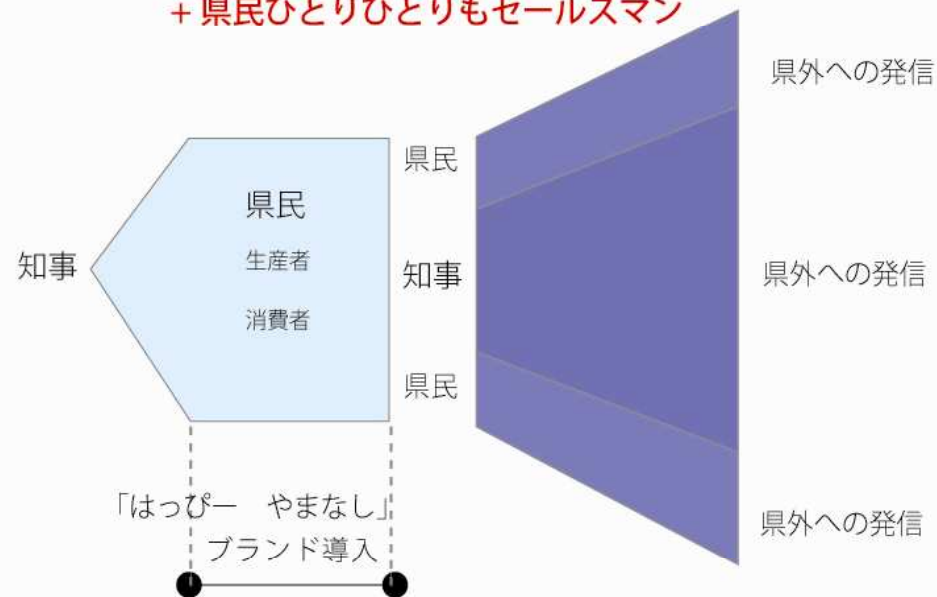 + 県民ひとりひとりもセールスマン
県外への発信
県民
県民
生産者
消費者
知事
知事
県外への発信
県民
「はっぴー　やまなし」
ブランド導入
県外への発信